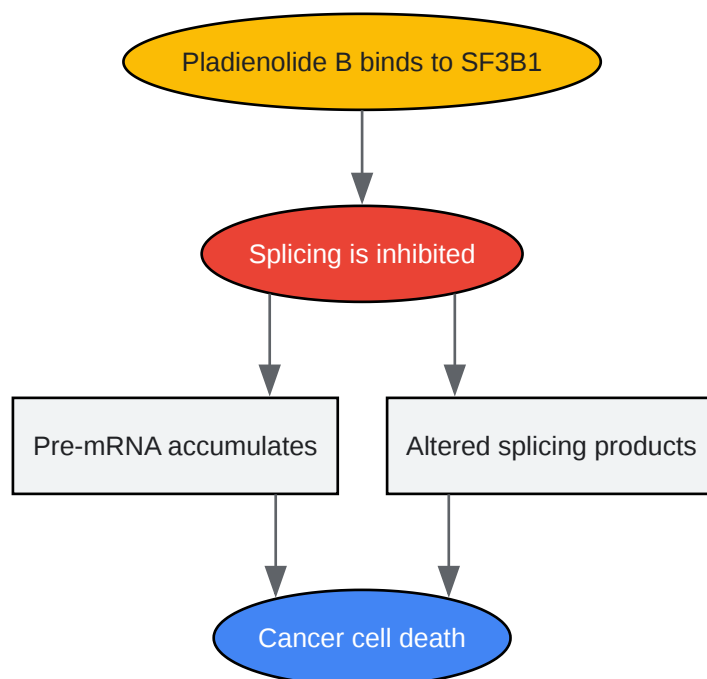 Pladienolide B binds to SF3B1
Splicing is inhibited
Pre-mRNA accumulates
Altered splicing products
Cancer cell death